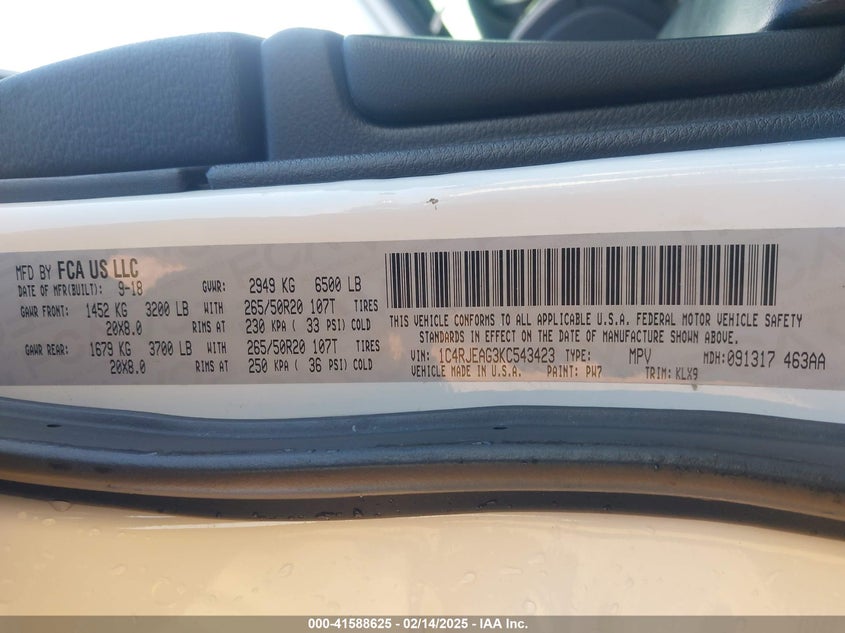 MFD BY FCA US LLC
DATE OF MFR(BUILT): 9-18 GVWR: 2949 KG 6500 LB
GAWR FRONT: 1452 KG 3200 LB WITH 265/50R20 107T TIRES
20X8.0 RIMS AT 230 KPA ( 33 PSI) COLD
GAWR REAR: 1679 KG 3700 LB WITH 265/50R20 107T TIRES
20X8.0 RIMS AT 250 KPA ( 36 PSI) COLD
THIS VEHICLE CONFORMS TO ALL APPLICABLE U.S.A. FEDERAL MOTOR VEHICLE SAFETY
STANDARDS IN EFFECT ON THE DATE OF MANUFACTURE SHOWN ABOVE.
VIN: 1C4RJEAG3KC543423 TYPE: MPV MDH: 091317 463AA
VEHICLE MADE IN U.S.A. PAINT: PW7 TRIM: KLX9
000-41588625 - 02/14/2025 - IAA Inc.